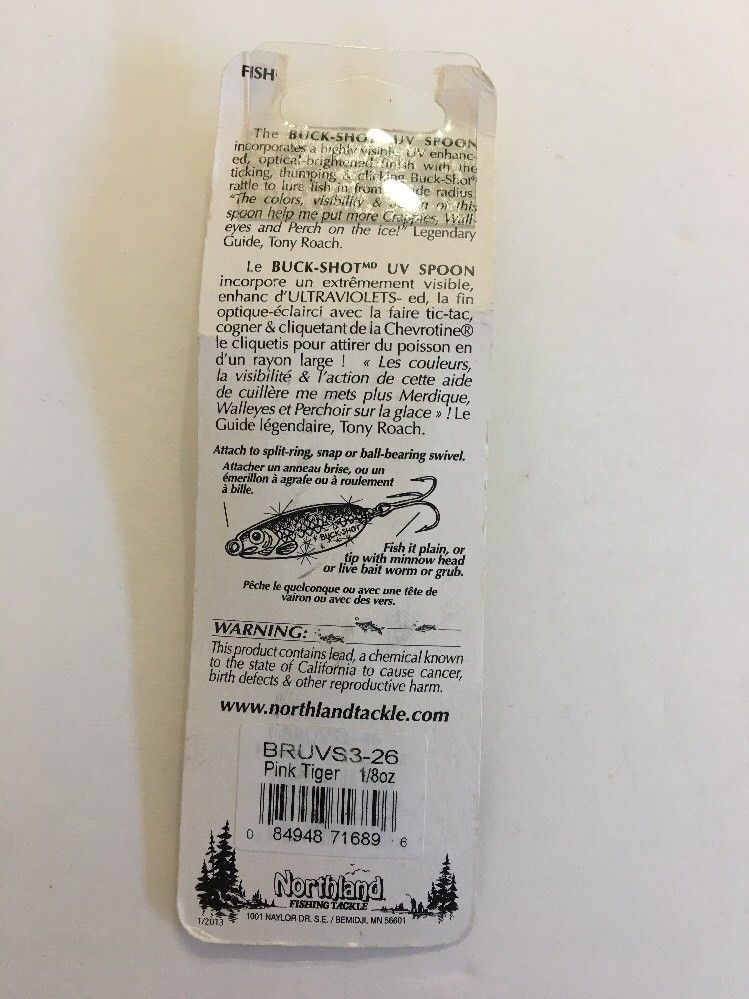 FISH
The BUCK-SHOT UV SPOON
incorporates a highly visible UV enhanc-
ed, optical-brightened finish with the
ticking, thumping & clicking Buck-Shot®
rattle to lure fish in from wide radius
"The colors, visibility & of this
spoon help me put more Crappies, Wall-
eyes and Perch on the ice!" Legendary
Guide, Tony Roach.
Le BUCK-SHOTᴹᴰ UV SPOON
incorpore un extrêmement visible,
enhanc d'ULTRAVIOLETS- ed, la fin
optique-éclairci avec la faire tic-tac,
cogner & cliquetant de la Chevrotine®
le cliquetis pour attirer du poisson en
d'un rayon large ! « Les couleurs,
la visibilité & l'action de cette aide
de cuillère me mets plus Merdique,
Walleyes et Perchoir sur la glace » ! Le
Guide légendaire, Tony Roach.
Attach to split-ring, snap or ball-bearing swivel.
Attacher un anneau brise, ou un
émerillon à agrafe ou à roulement
à bille.
BUCK-SHOT
Fish it plain, or
tip with minnow head
or live bait worm or grub.
Pêche le quelconque ou avec une tête de
vairon ou avec des vers.
WARNING:
This product contains lead, a chemical known
to the state of California to cause cancer,
birth defects & other reproductive harm.
www.northlandtackle.com
BRUVS3-26
Pink Tiger 1/8oz
0 84948 71689 6
Northland
FISHING TACKLE
1/2013 1001 NAYLOR DR. S.E. / BEMIDJI, MN 56601